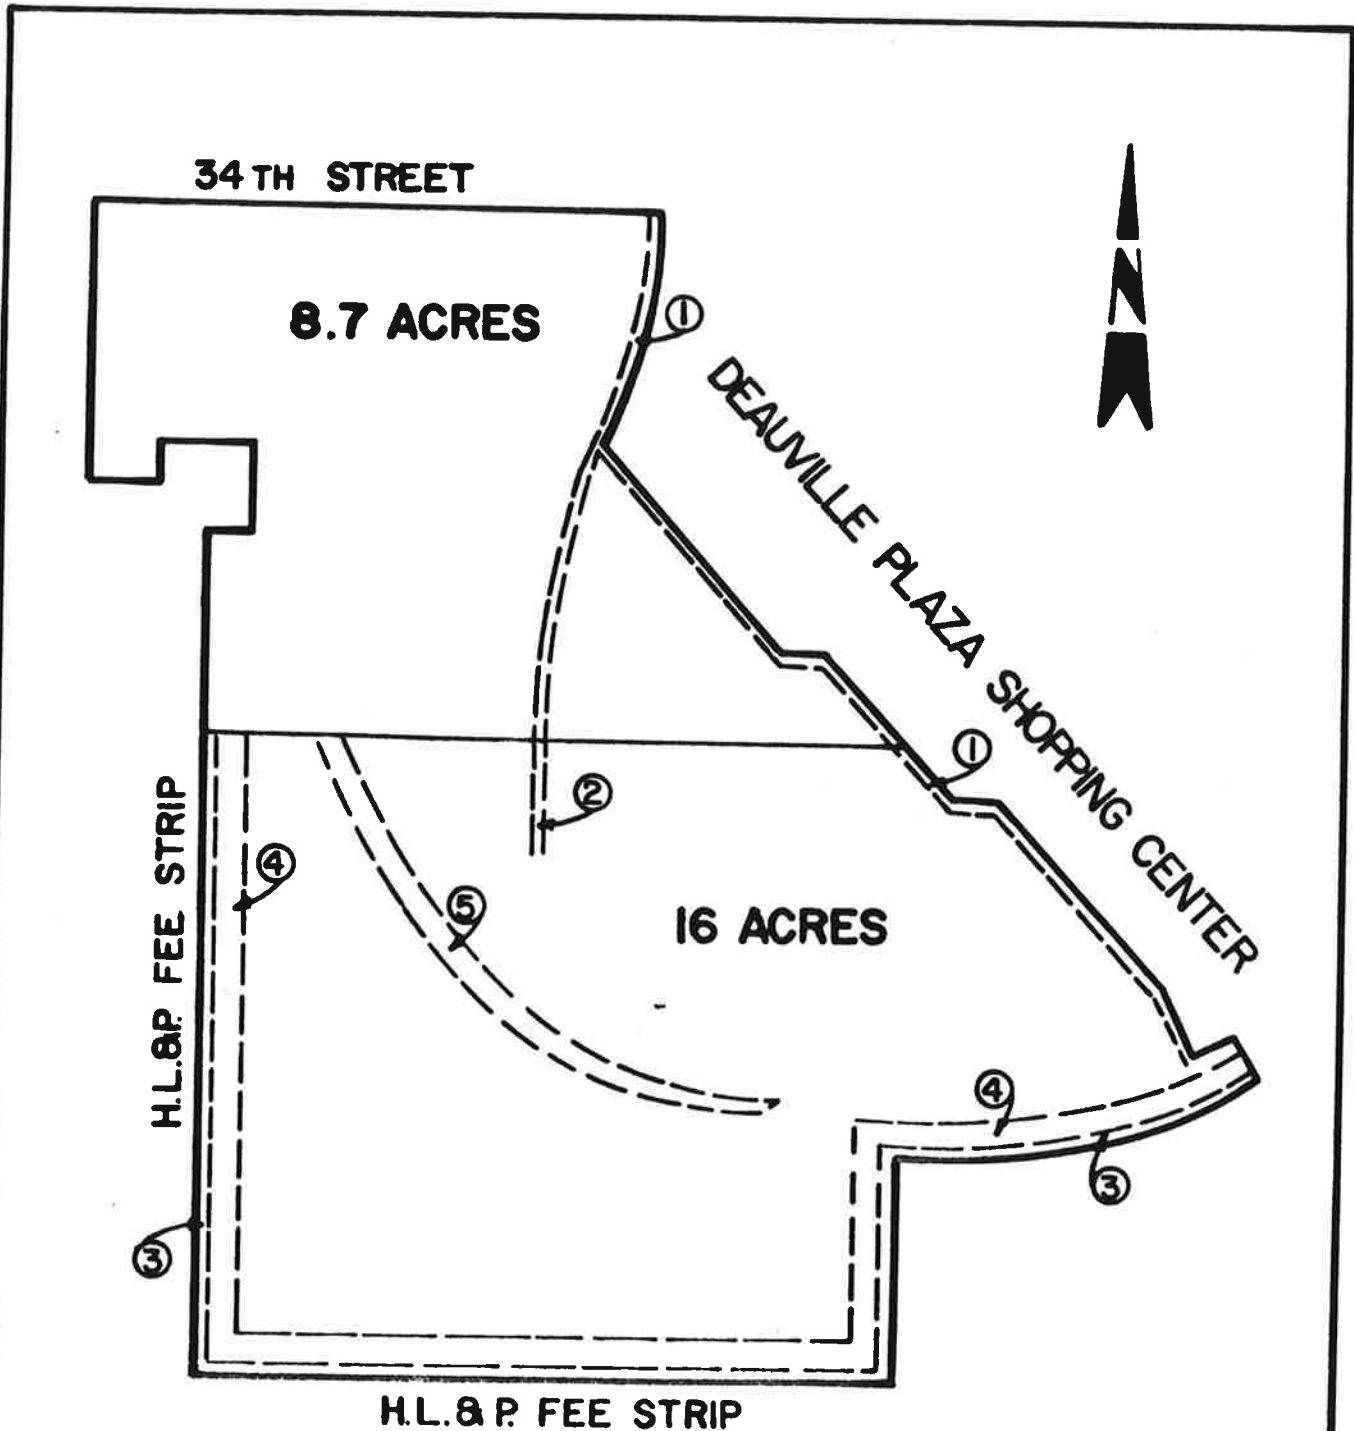 34TH STREET
8.7 ACRES
N
①
DEAUVILLE PLAZA SHOPPING CENTER
①
②
H.L.&P. FEE STRIP
④
⑤
16 ACRES
④
③
③
H.L. & P. FEE STRIP